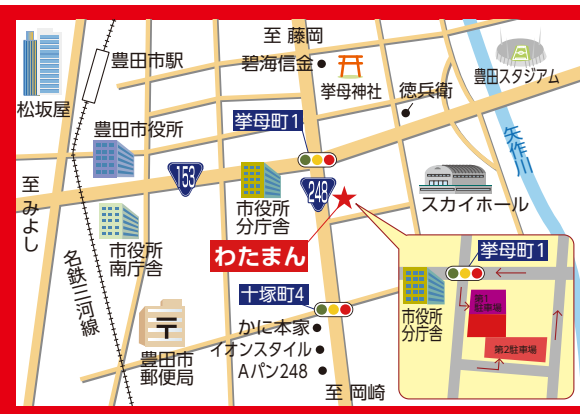 至 藤岡
碧海信金
挙母神社
徳兵衛
豊田スタジアム
豊田市駅
松坂屋
豊田市役所
挙母町1
矢作川
153
248
至 みよし
市役所
分庁舎
スカイホール
市役所
南庁舎
わたまん
名鉄三河線
十塚町4
かに本家
イオンスタイル
Aパン248
豊田市
郵便局
至 岡崎
挙母町1
市役所
分庁舎
第1
駐車場
第2駐車場